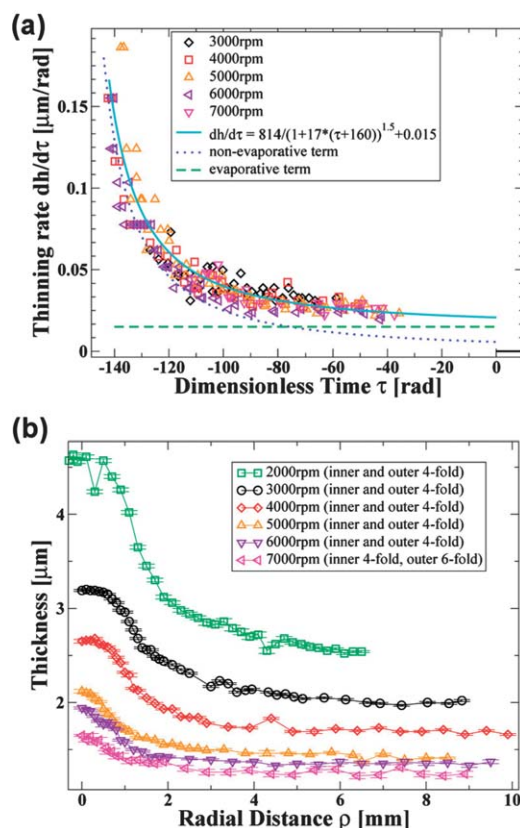 (a)
3000rpm
4000rpm
5000rpm
6000rpm
7000rpm
dh/dτ = 814/(1+17*(τ+160))^1.5+0.015
non-evaporative term
evaporative term
Thinning rate dh/dτ [μm/rad]
0.15
0.1
0.05
0
-140 -120 -100 -80 -60 -40 -20 0
Dimensionless Time τ [rad]
(b)
2000rpm (inner and outer 4-fold)
3000rpm (inner and outer 4-fold)
4000rpm (inner and outer 4-fold)
5000rpm (inner and outer 4-fold)
6000rpm (inner and outer 4-fold)
7000rpm (inner 4-fold, outer 6-fold)
Thickness [μm]
4
3
2
0 2 4 6 8 10
Radial Distance ρ [mm]